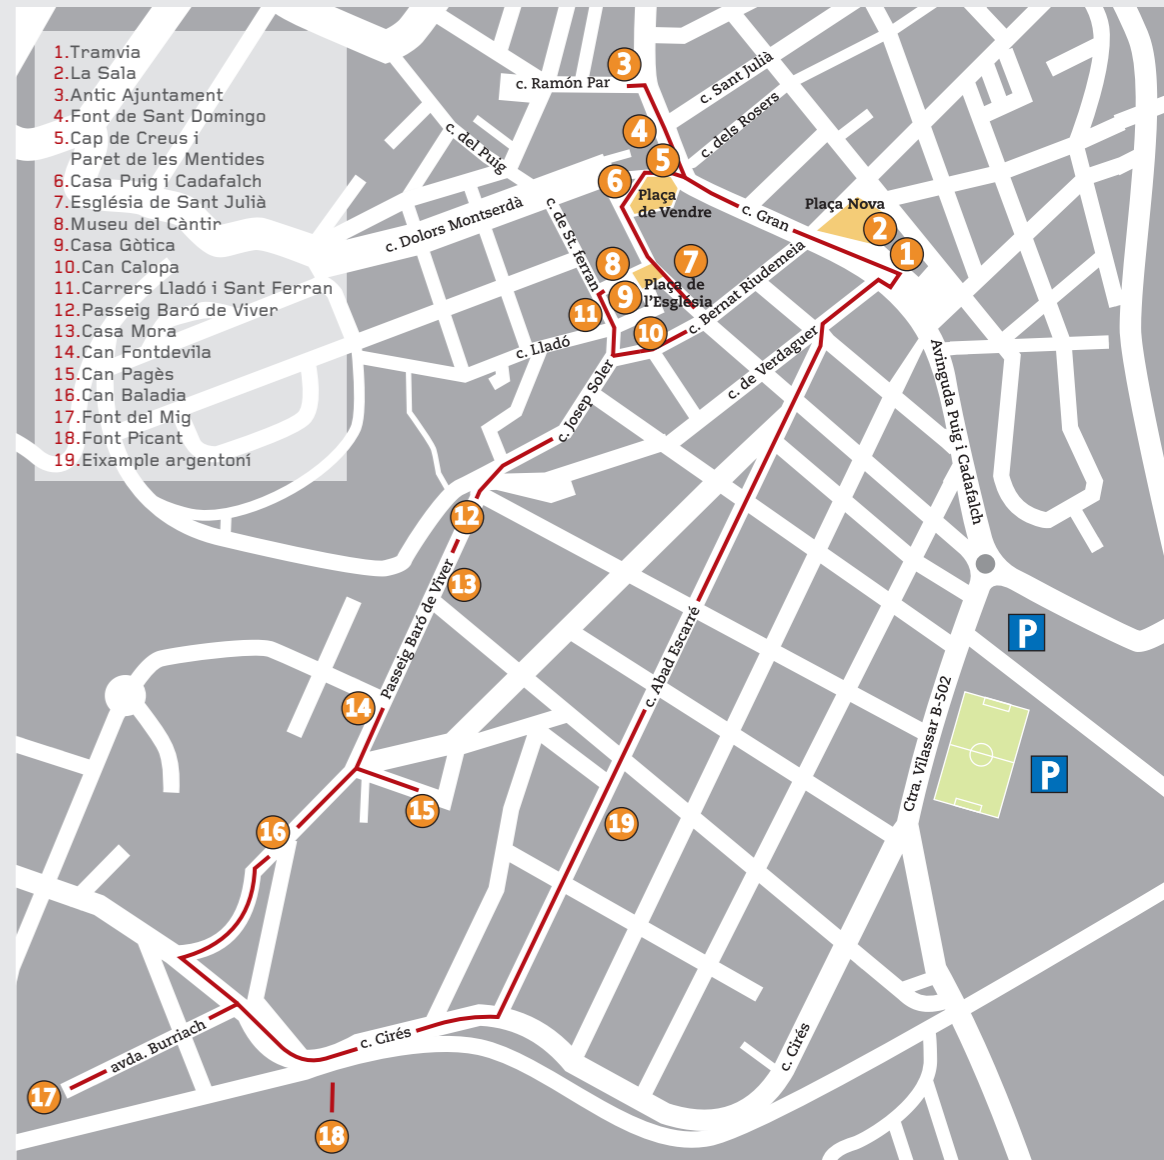 1.Tramvia
2.La Sala
3.Antic Ajuntament
4.Font de Sant Domingo
5.Cap de Creus i
Paret de les Mentides
6.Casa Puig i Cadafalch
7.Església de Sant Julià
8.Museu del Càntir
9.Casa Gòtica
10.Can Calopa
11.Carrers Lladó i Sant Ferran
12.Passeig Baró de Viver
13.Casa Mora
14.Can Fontdevila
15.Can Pagès
16.Can Baladia
17.Font del Mig
18.Font Picant
19.Eixample argentoní
3
c. Ramón Par
c. Sant Julià
c. dels Rosers
4
5
6
c. del Puig
Plaça
de Vendre
c. Gran
Plaça Nova
2
1
c. Dolors Montserdà
c. de St. ferran
8
7
9
Plaça de
l'Església
c. Bernat Riudemeia
11
10
c. Lladó
c. de Verdaguer
Avinguda Puig i Cadafalch
c. Josep Soler
12
13
Passeig Baró de Viver
P
c. Abad Escarré
14
Ctra. Vilassar B-502
P
15
16
19
avda. Burriach
c. Cirés
c. Cirés
17
18